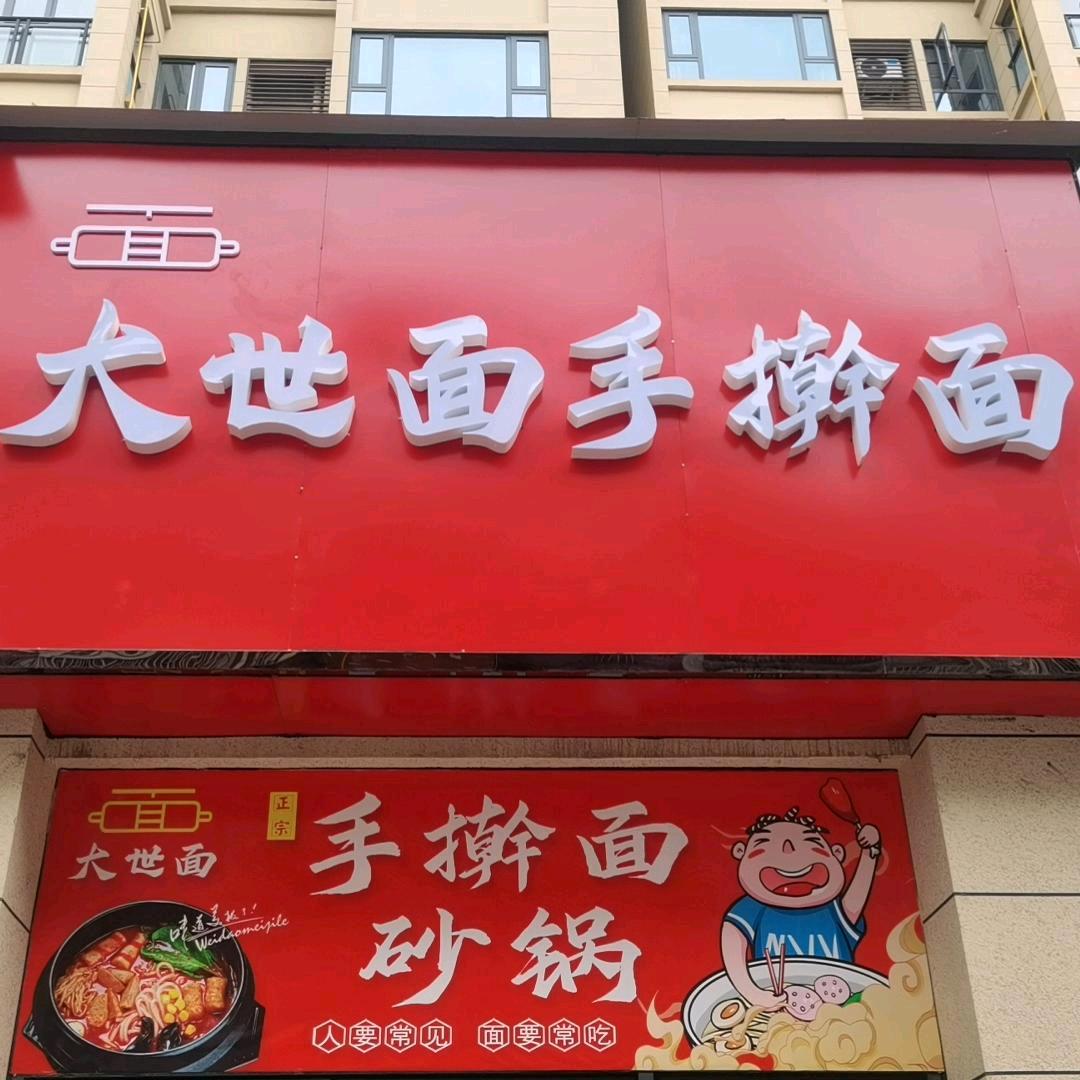 大世面手擀面
大世面
正宗
手擀面
砂锅
味道美极了!
Weidaomeijile
人要常见 面要常吃